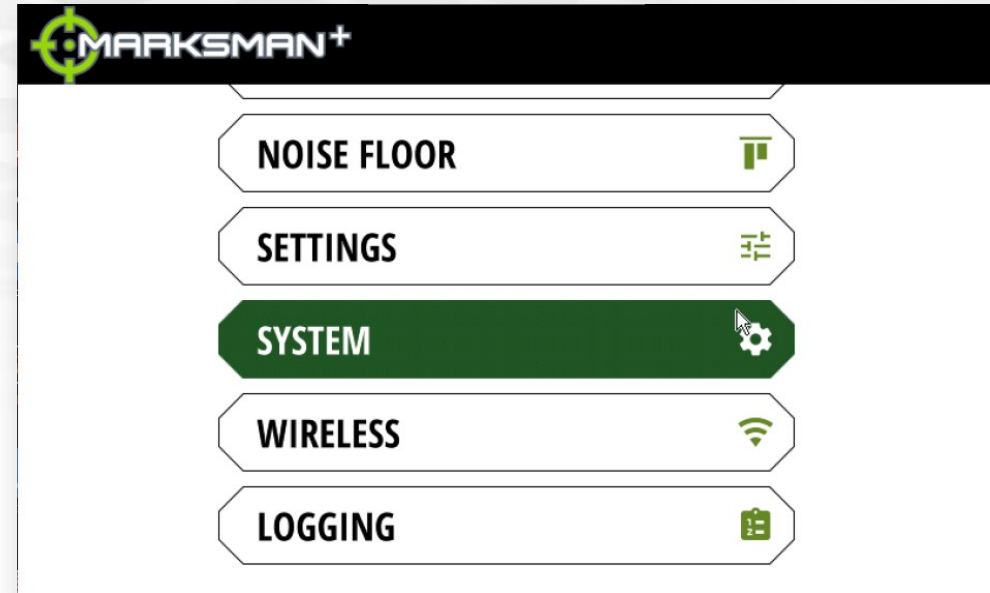 MARKSMAN+
NOISE FLOOR
SETTINGS
SYSTEM
WIRELESS
LOGGING